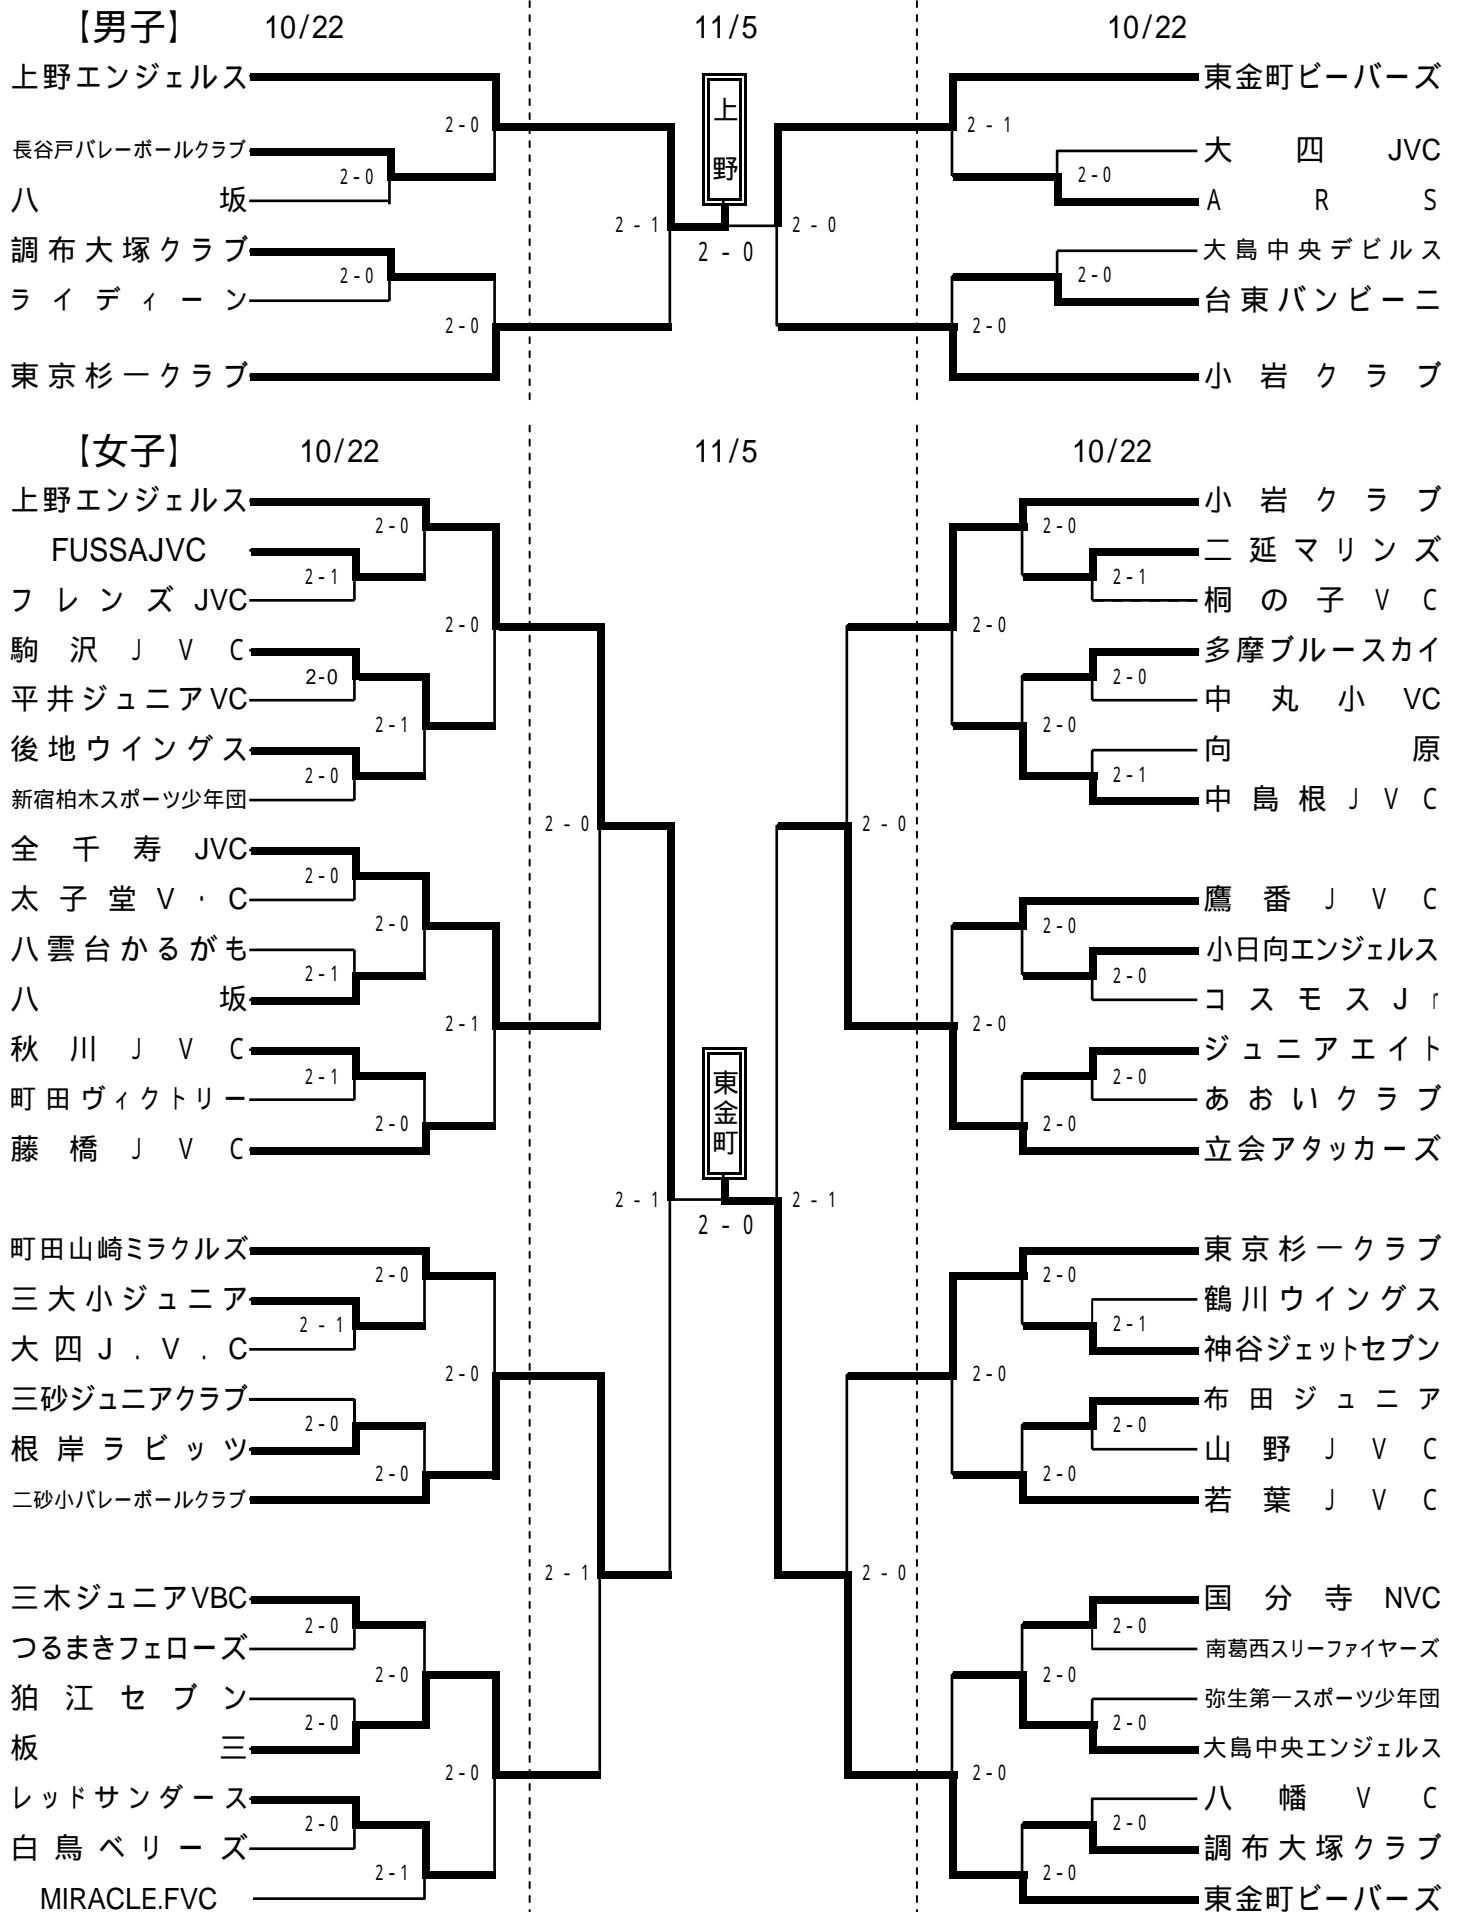 【男子】 10/22 11/5 10/22
上野エンジェルス 東金町ビーバーズ
上野
2-0 2-1
長谷戸バレーボールクラブ 大四JVC
2-0 2-0
八坂 ARS
2-1 2-0 2-0
調布大塚クラブ 大島中央デビルス
2-0 2-0
ライディーン 台東バンビーニ
2-0 2-0
東京杉一クラブ 小岩クラブ
【女子】 10/22 11/5 10/22
上野エンジェルス 小岩クラブ
2-0 2-0
FUSSAJVC 二延マリンズ
2-1 2-1
フレンズJVC 桐の子VC
2-0 2-0
駒沢JVC 多摩ブルースカイ
2-0 2-0
平井ジュニアVC 中丸小VC
2-1 2-0
後地ウイングス 向原
2-0 2-1
新宿柏木スポーツ少年団 中島根JVC
2-0 2-0
全千寿JVC
2-0
太子堂V・C 鷹番JVC
2-0 2-0
八雲台かるがも 小日向エンジェルス
2-1 2-0
八坂 コスモスJr
2-1 2-0
秋川JVC ジュニアエイト
2-1 2-0
町田ヴィクトリー あおいクラブ
東金町
2-0 2-0
藤橋JVC 立会アタッカーズ
2-1 2-0 2-1
町田山崎ミラクルズ 東京杉一クラブ
2-0 2-0
三大小ジュニア 鶴川ウイングス
2-1 2-1
大四J.V.C 神谷ジェットセブン
2-0 2-0
三砂ジュニアクラブ 布田ジュニア
2-0 2-0
根岸ラビッツ 山野JVC
2-0 2-0
二砂小バレーボールクラブ 若葉JVC
2-1 2-0
三木ジュニアVBC 国分寺NVC
2-0 2-0
つるまきフェローズ 南葛西スリーファイヤーズ
2-0 2-0
狛江セブン 弥生第一スポーツ少年団
2-0 2-0
板三 大島中央エンジェルス
2-0 2-0
レッドサンダース 八幡VC
2-0 2-0
白鳥ベリーズ 調布大塚クラブ
2-1 2-0
MIRACLE.FVC 東金町ビーバーズ